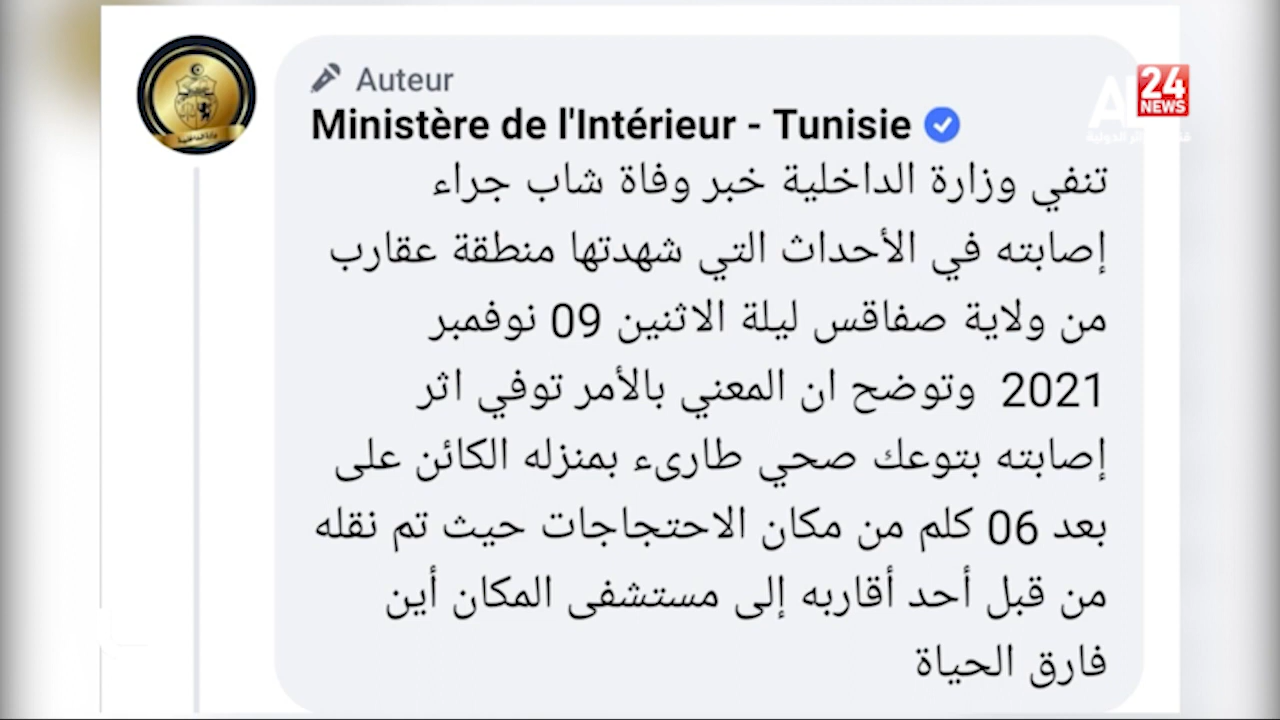 Auteur
Ministère de l'Intérieur - Tunisie
تنفي وزارة الداخلية خبر وفاة شاب جراء
إصابته في الأحداث التي شهدتها منطقة عقارب
من ولاية صفاقس ليلة الاثنين 09 نوفمبر
2021 وتوضح ان المعني بالأمر توفي اثر
إصابته بتوعك صحي طارىء بمنزله الكائن على
بعد 06 كلم من مكان الاحتجاجات حيث تم نقله
من قبل أحد أقاربه إلى مستشفى المكان أين
فارق الحياة
24
NEWS